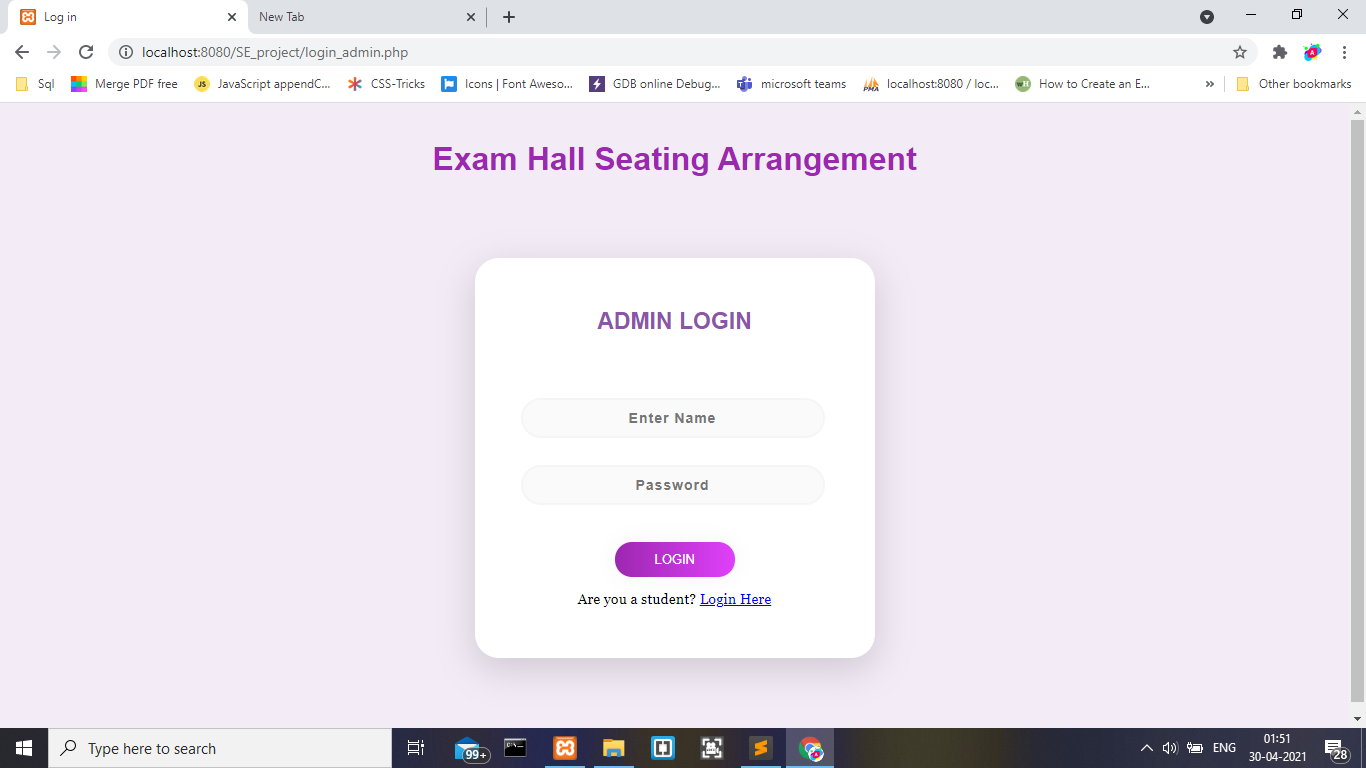 Log in
New Tab
localhost:8080/SE_project/login_admin.php
Sql
Merge PDF free
JS
JavaScript appendC...
CSS-Tricks
Icons | Font Aweso...
GDB online Debug...
microsoft teams
PMA
localhost:8080 / loc...
wH
How to Create an E...
»
Other bookmarks
Exam Hall Seating Arrangement
ADMIN LOGIN
Enter Name
Password
LOGIN
Are you a student? Login Here
Type here to search
99+
ENG
01:51
30-04-2021
28